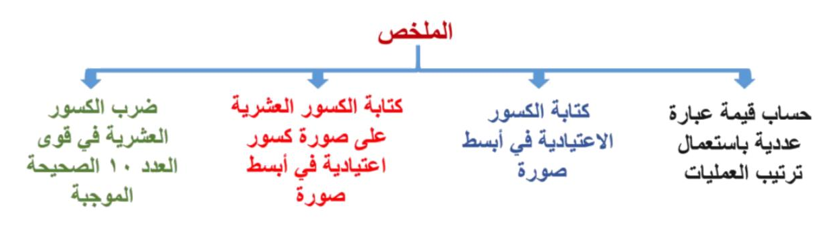 الملخص
حساب قيمة عبارة
عددية باستعمال
ترتيب العمليات
كتابة الكسور
الاعتيادية في أبسط
صورة
كتابة الكسور العشرية
على صورة كسور
اعتيادية في أبسط
صورة
ضرب الكسور
العشرية في قوى
العدد ١٠ الصحيحة
الموجبة